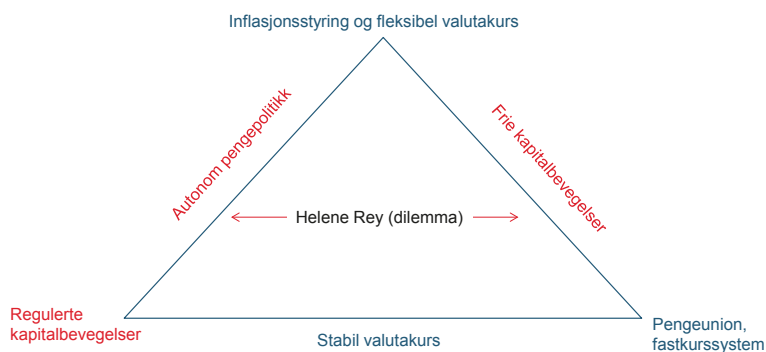 Inflasjonsstyring og fleksibel valutakurs
Autonom pengepolitikk
Frie kapitalbevegelser
Helene Rey (dilemma)
Regulerte
kapitalbevegelser
Stabil valutakurs
Pengeunion,
fastkurssystem